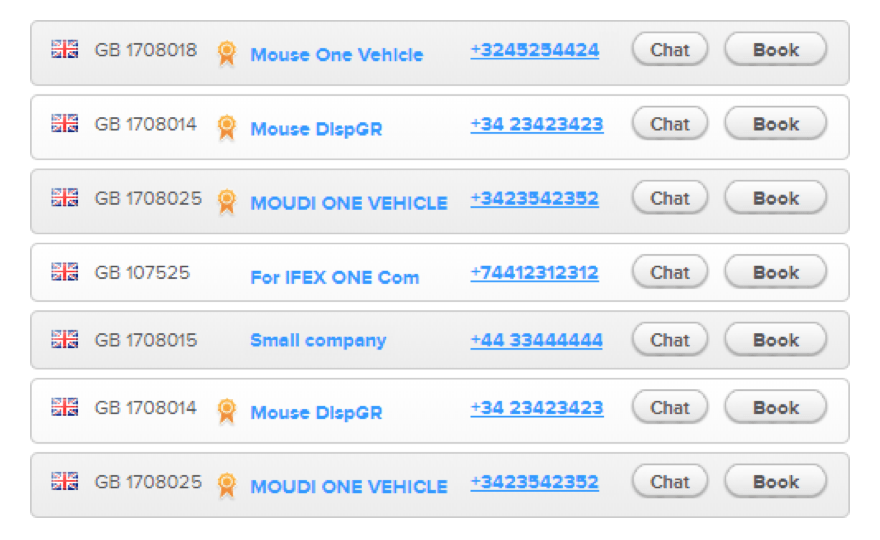 GB 1708018 Mouse One Vehicle +3245254424 Chat Book
GB 1708014 Mouse DispGR +34 23423423 Chat Book
GB 1708025 MOUDI ONE VEHICLE +3423542352 Chat Book
GB 107525 For IFEX ONE Com +74412312312 Chat Book
GB 1708015 Small company +44 33444444 Chat Book
GB 1708014 Mouse DispGR +34 23423423 Chat Book
GB 1708025 MOUDI ONE VEHICLE +3423542352 Chat Book